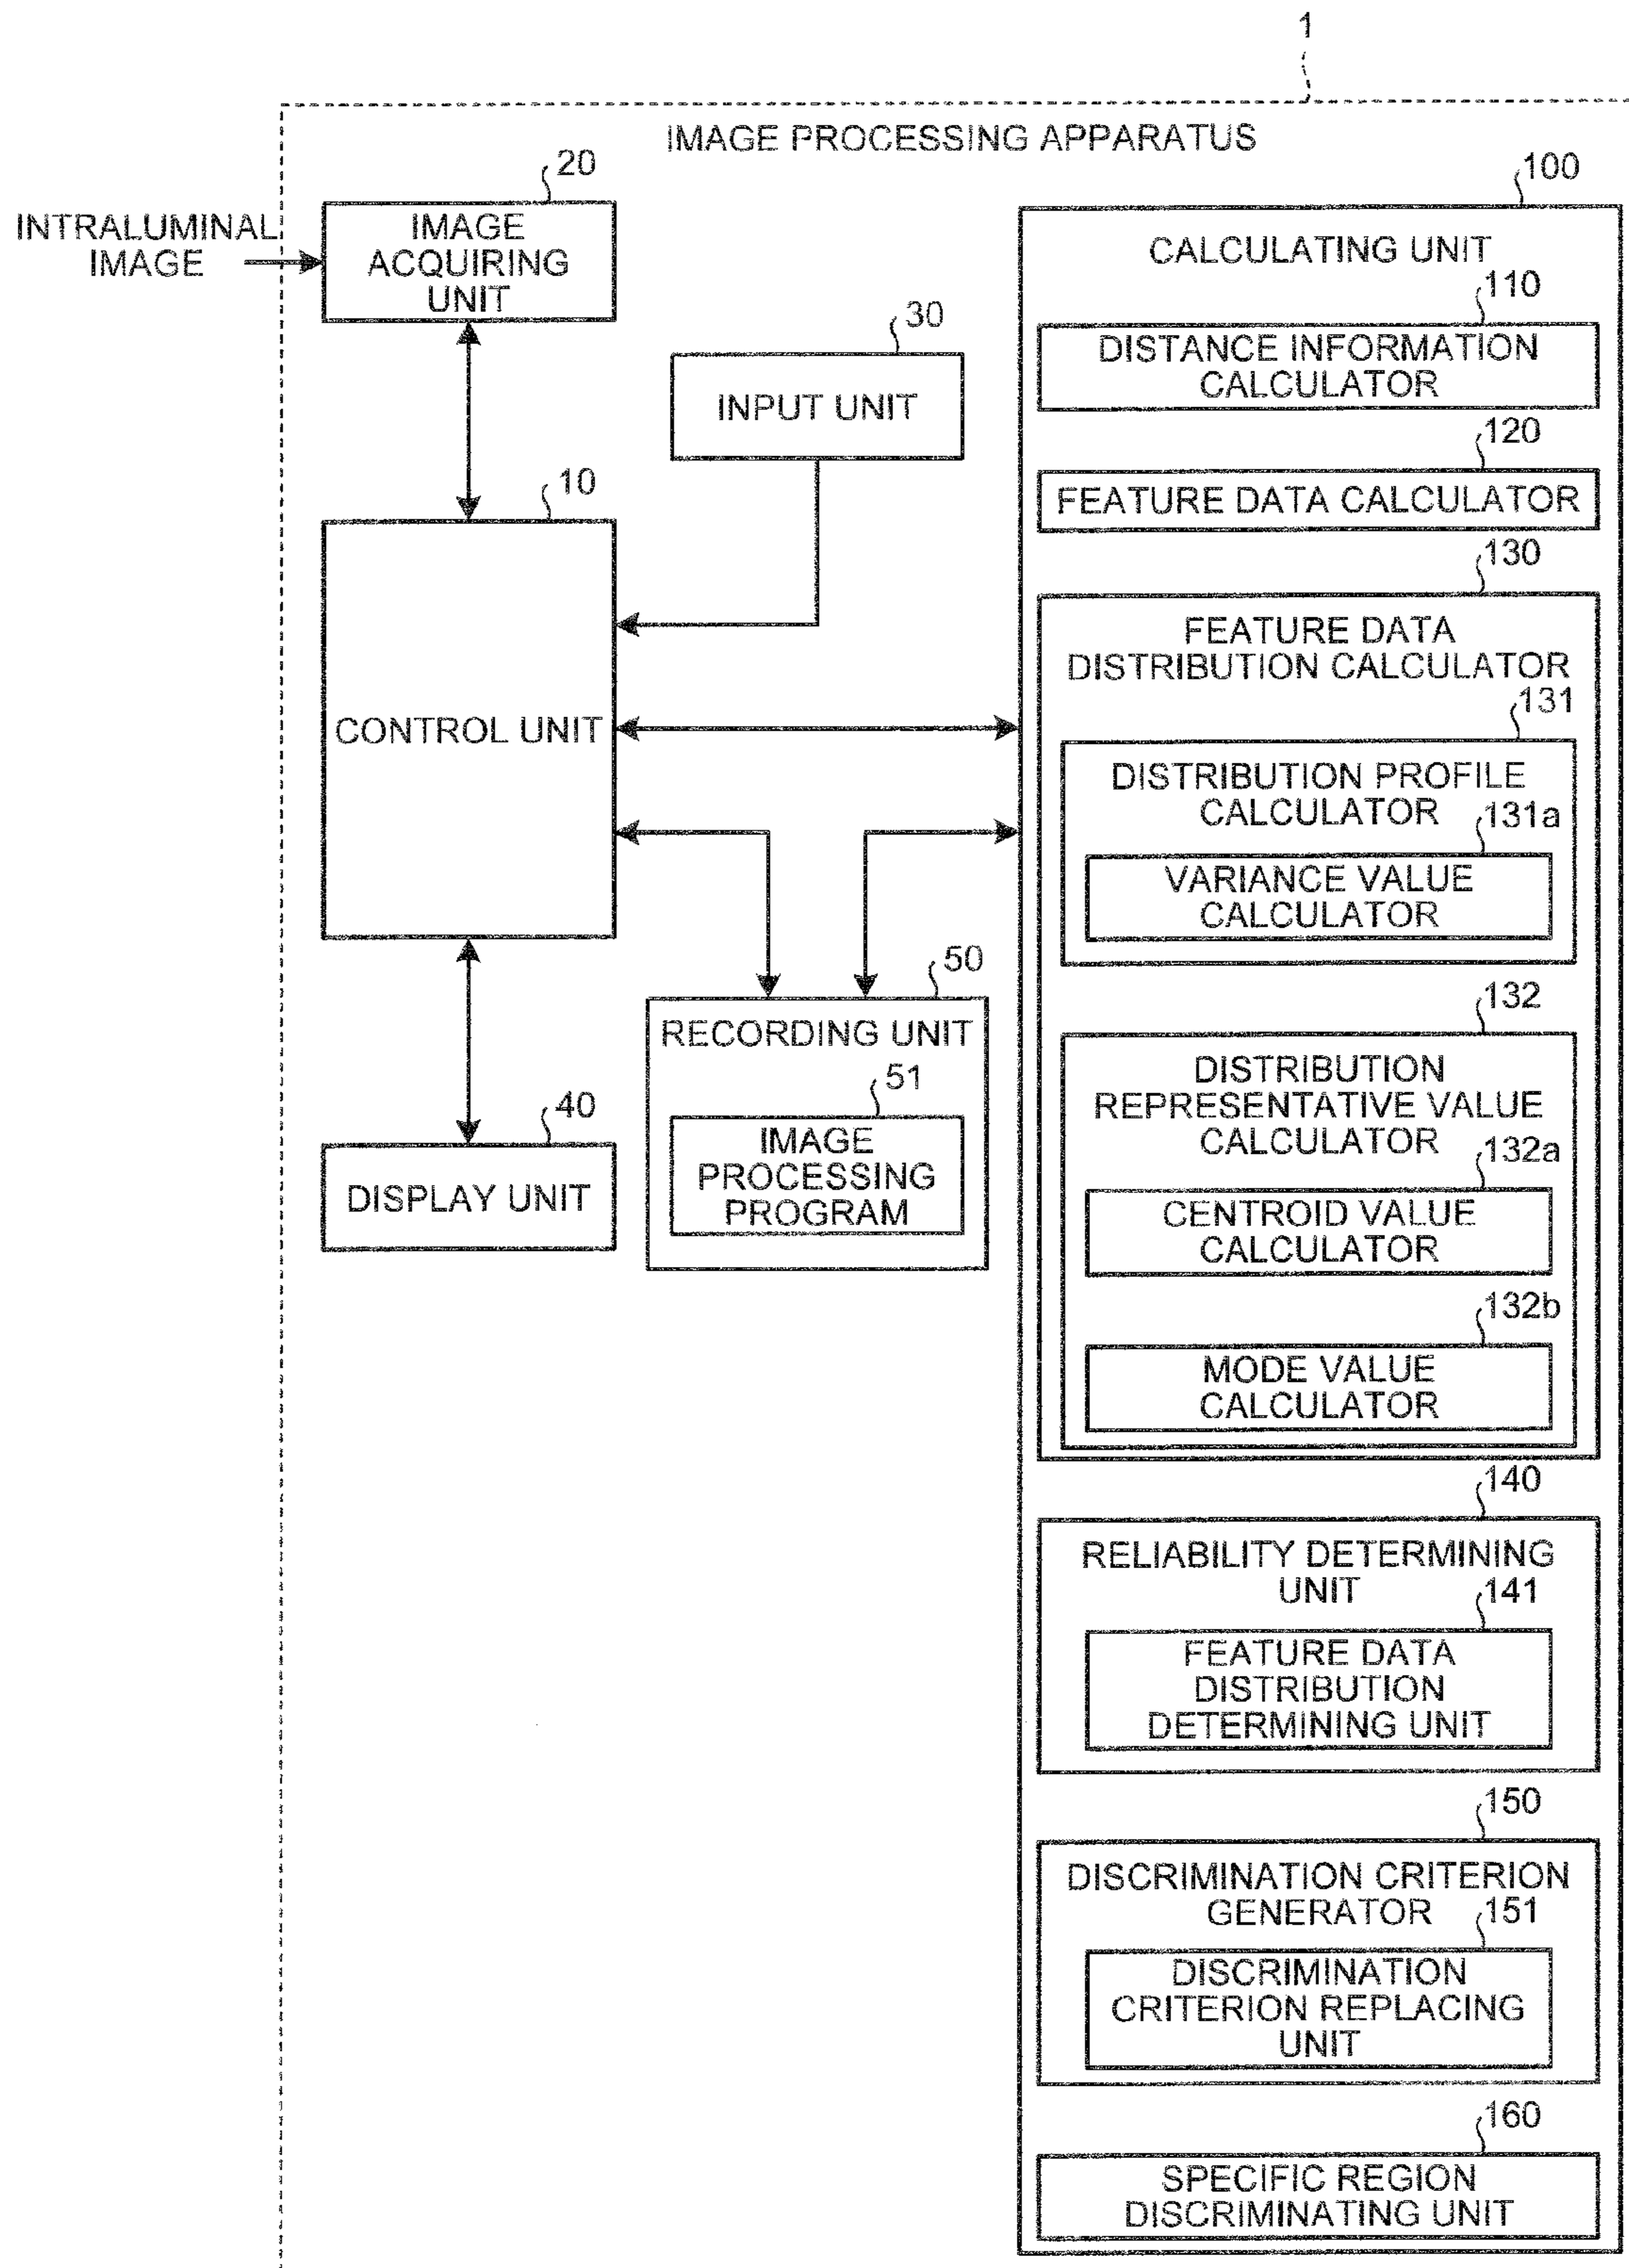 1
IMAGE PROCESSING APPARATUS
20
INTRALUMINAL
IMAGE
IMAGE
ACQUIRING
UNIT
30
INPUT UNIT
10
CONTROL UNIT
50
RECORDING UNIT
51
IMAGE
PROCESSING
PROGRAM
40
DISPLAY UNIT
100
CALCULATING UNIT
110
DISTANCE INFORMATION
CALCULATOR
120
FEATURE DATA CALCULATOR
130
FEATURE DATA
DISTRIBUTION CALCULATOR
131
DISTRIBUTION PROFILE
CALCULATOR
131a
VARIANCE VALUE
CALCULATOR
132
DISTRIBUTION
REPRESENTATIVE VALUE
CALCULATOR
132a
CENTROID VALUE
CALCULATOR
132b
MODE VALUE
CALCULATOR
140
RELIABILITY DETERMINING
UNIT
141
FEATURE DATA
DISTRIBUTION
DETERMINING UNIT
150
DISCRIMINATION CRITERION
GENERATOR
151
DISCRIMINATION
CRITERION REPLACING
UNIT
160
SPECIFIC REGION
DISCRIMINATING UNIT